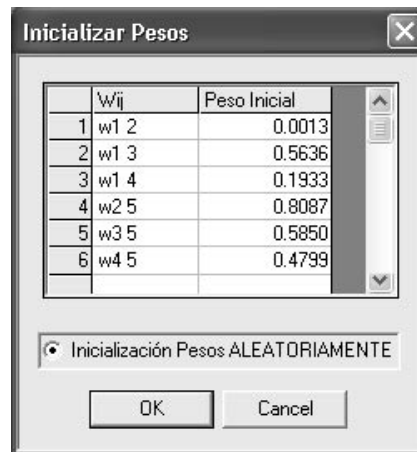 Inicializar Pesos
Wij Peso Inicial
1 w1 2 0.0013
2 w1 3 0.5636
3 w1 4 0.1933
4 w2 5 0.8087
5 w3 5 0.5850
6 w4 5 0.4799
Inicialización Pesos ALEATORIAMENTE
OK Cancel